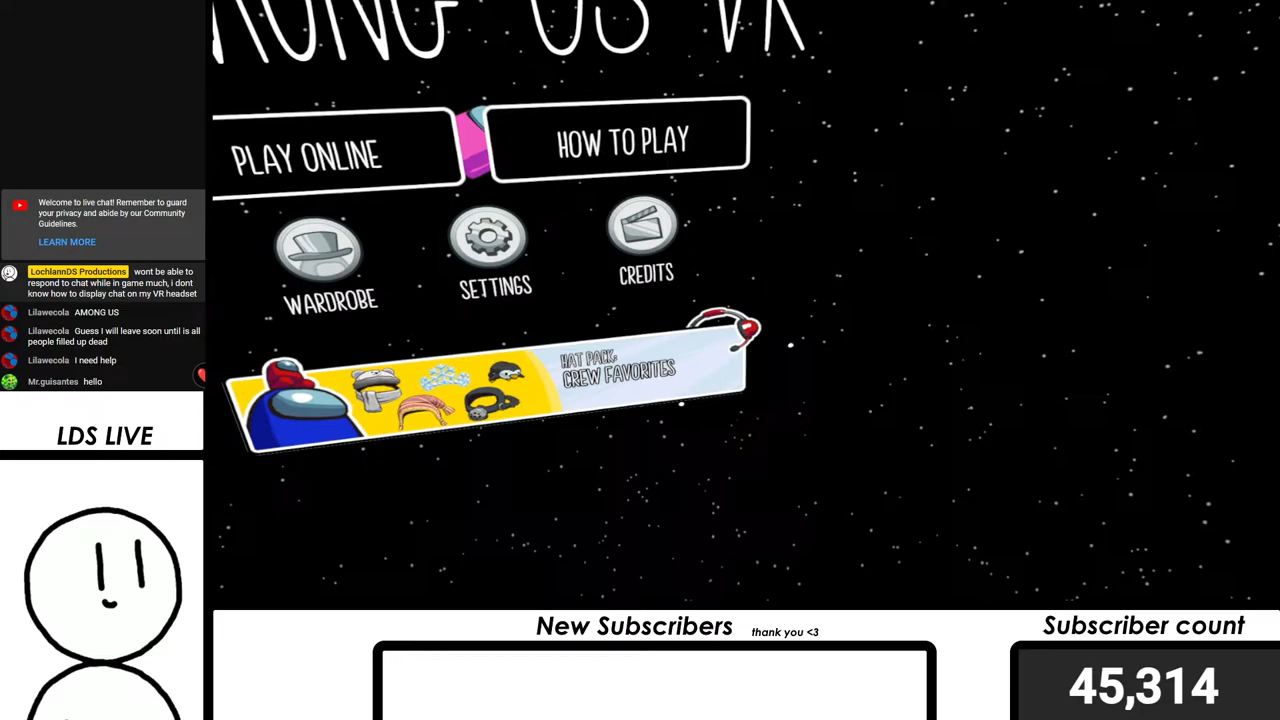 AMONG US VR
PLAY ONLINE
HOW TO PLAY
WARDROBE
SETTINGS
CREDITS
HAT PACK:
CREW FAVORITES
Welcome to live chat! Remember to guard
your privacy and abide by our Community
Guidelines.
LEARN MORE
LochlannDS Productions wont be able to
respond to chat while in game much, i dont
know how to display chat on my VR headset
Lilawecola AMONG US
Lilawecola Guess I will leave soon until is all
people filled up dead
Lilawecola I need help
Mr.guisantes hello
LDS LIVE
New Subscribers thank you <3
Subscriber count
45,314